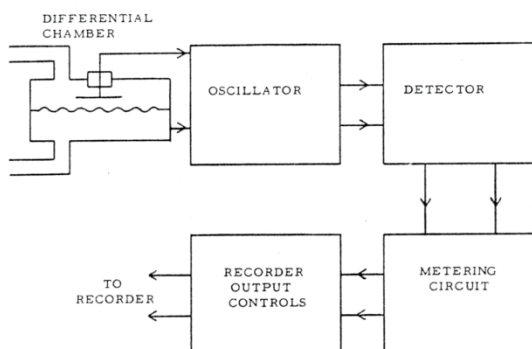 DIFFERENTIAL
CHAMBER
OSCILLATOR
DETECTOR
TO
RECORDER
RECORDER
OUTPUT
CONTROLS
METERING
CIRCUIT